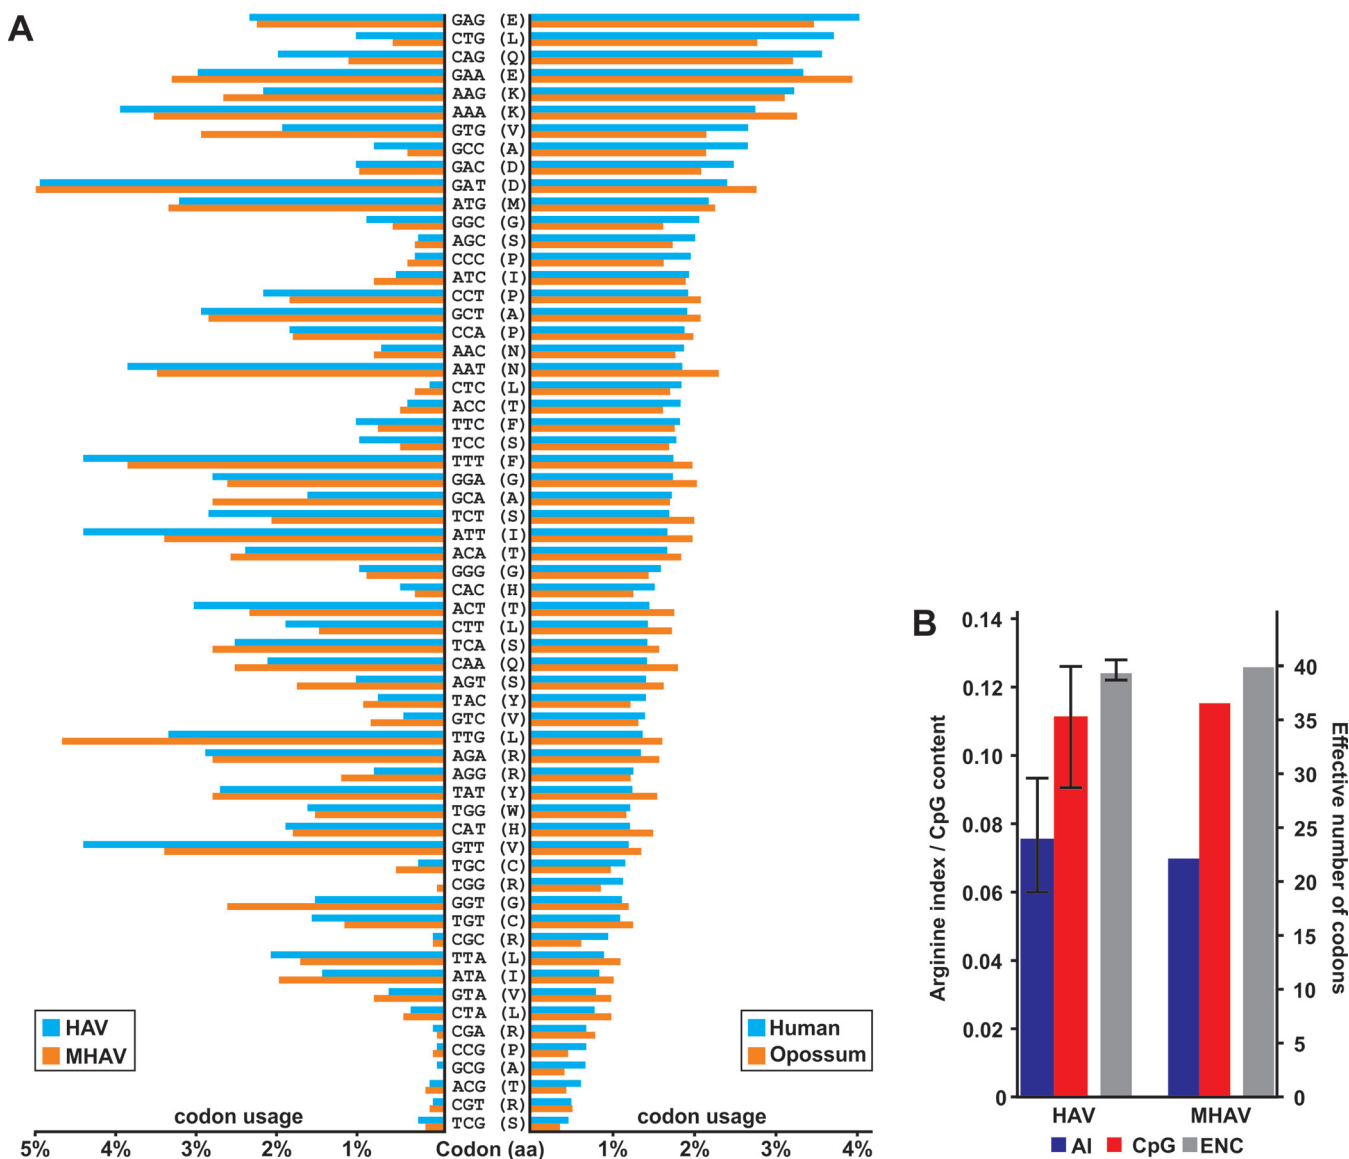 A
GAG (E)
CTG (L)
CAG (Q)
GAA (E)
AAG (K)
AAA (K)
GTG (V)
GCC (A)
GAC (D)
GAT (D)
ATG (M)
GGC (G)
AGC (S)
CCC (P)
ATC (I)
CCT (P)
GCT (A)
CCA (P)
AAC (N)
AAT (N)
CTC (L)
ACC (T)
TTC (F)
TCC (S)
TTT (F)
GGA (G)
GCA (A)
TCT (S)
ATT (I)
ACA (T)
GGG (G)
CAC (H)
ACT (T)
CTT (L)
TCA (S)
CAA (Q)
AGT (S)
TAC (Y)
GTC (V)
TTG (L)
AGA (R)
AGG (R)
TAT (Y)
TGG (W)
CAT (H)
GTT (V)
TGC (C)
CGG (R)
GGT (G)
TGT (C)
CGC (R)
TTA (L)
ATA (I)
GTA (V)
CTA (L)
CGA (R)
CCG (P)
GCG (A)
ACG (T)
CGT (R)
TCG (S)
HAV
MHAV
Human
Opossum
codon usage
codon usage
5% 4% 3% 2% 1% Codon (aa) 1% 2% 3% 4%
B
0.14
0.12
0.10
0.08
0.06
0.04
0.02
0
Arginine index / CpG content
40
35
30
25
20
15
10
5
0
Effective number of codons
HAV MHAV
AI CpG ENC